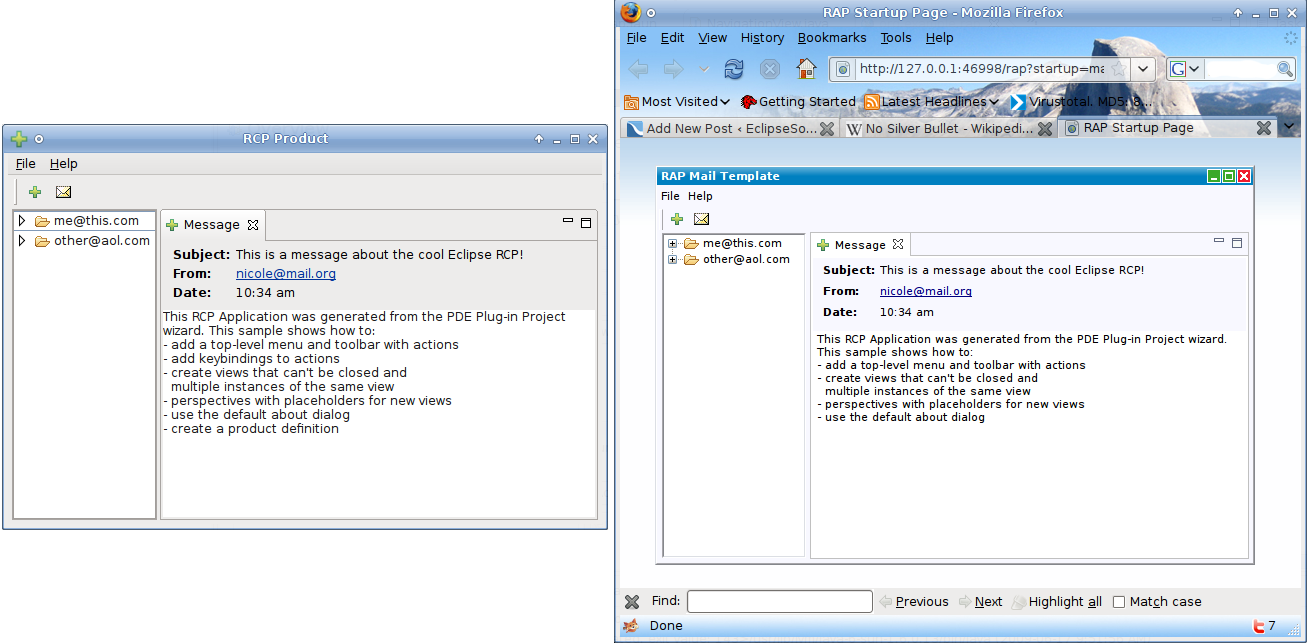 RCP Product
File Help
me@this.com
other@aol.com
Message
Subject: This is a message about the cool Eclipse RCP!
From: nicole@mail.org
Date: 10:34 am
This RCP Application was generated from the PDE Plug-in Project
wizard. This sample shows how to:
- add a top-level menu and toolbar with actions
- add keybindings to actions
- create views that can't be closed and
multiple instances of the same view
- perspectives with placeholders for new views
- use the default about dialog
- create a product definition
RAP Startup Page - Mozilla Firefox
File Edit View History Bookmarks Tools Help
http://127.0.0.1:46998/rap?startup=ma
G
Most Visited Getting Started Latest Headlines Virustotal. MD5: 8...
Add New Post ‹ EclipseSo... W No Silver Bullet - Wikipedi... RAP Startup Page
RAP Mail Template
File Help
me@this.com
other@aol.com
Message
Subject: This is a message about the cool Eclipse RCP!
From: nicole@mail.org
Date: 10:34 am
This RCP Application was generated from the PDE Plug-in Project wizard.
This sample shows how to:
- add a top-level menu and toolbar with actions
- create views that can't be closed and
multiple instances of the same view
- perspectives with placeholders for new views
- use the default about dialog
Find: Previous Next Highlight all Match case
Done 7